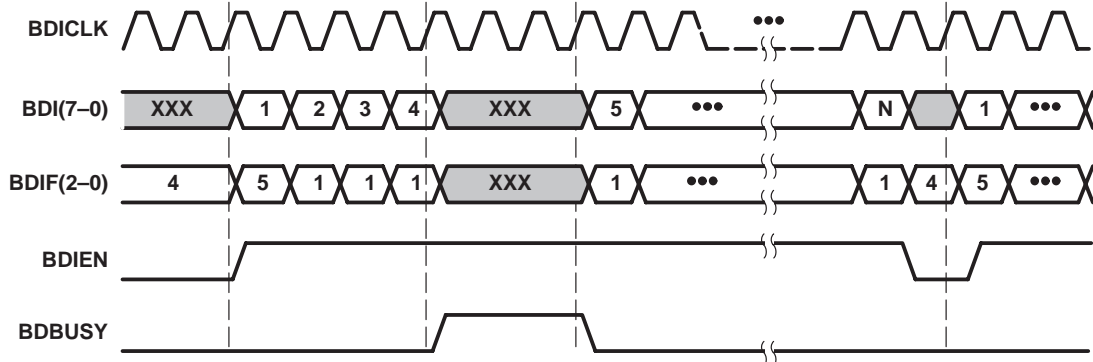 BDICLK •••
BDI(7–0) XXX 1 2 3 4 XXX 5 ••• N 1 •••
BDIF(2–0) 4 5 1 1 1 XXX 1 ••• 1 4 5 •••
BDIEN
BDBUSY